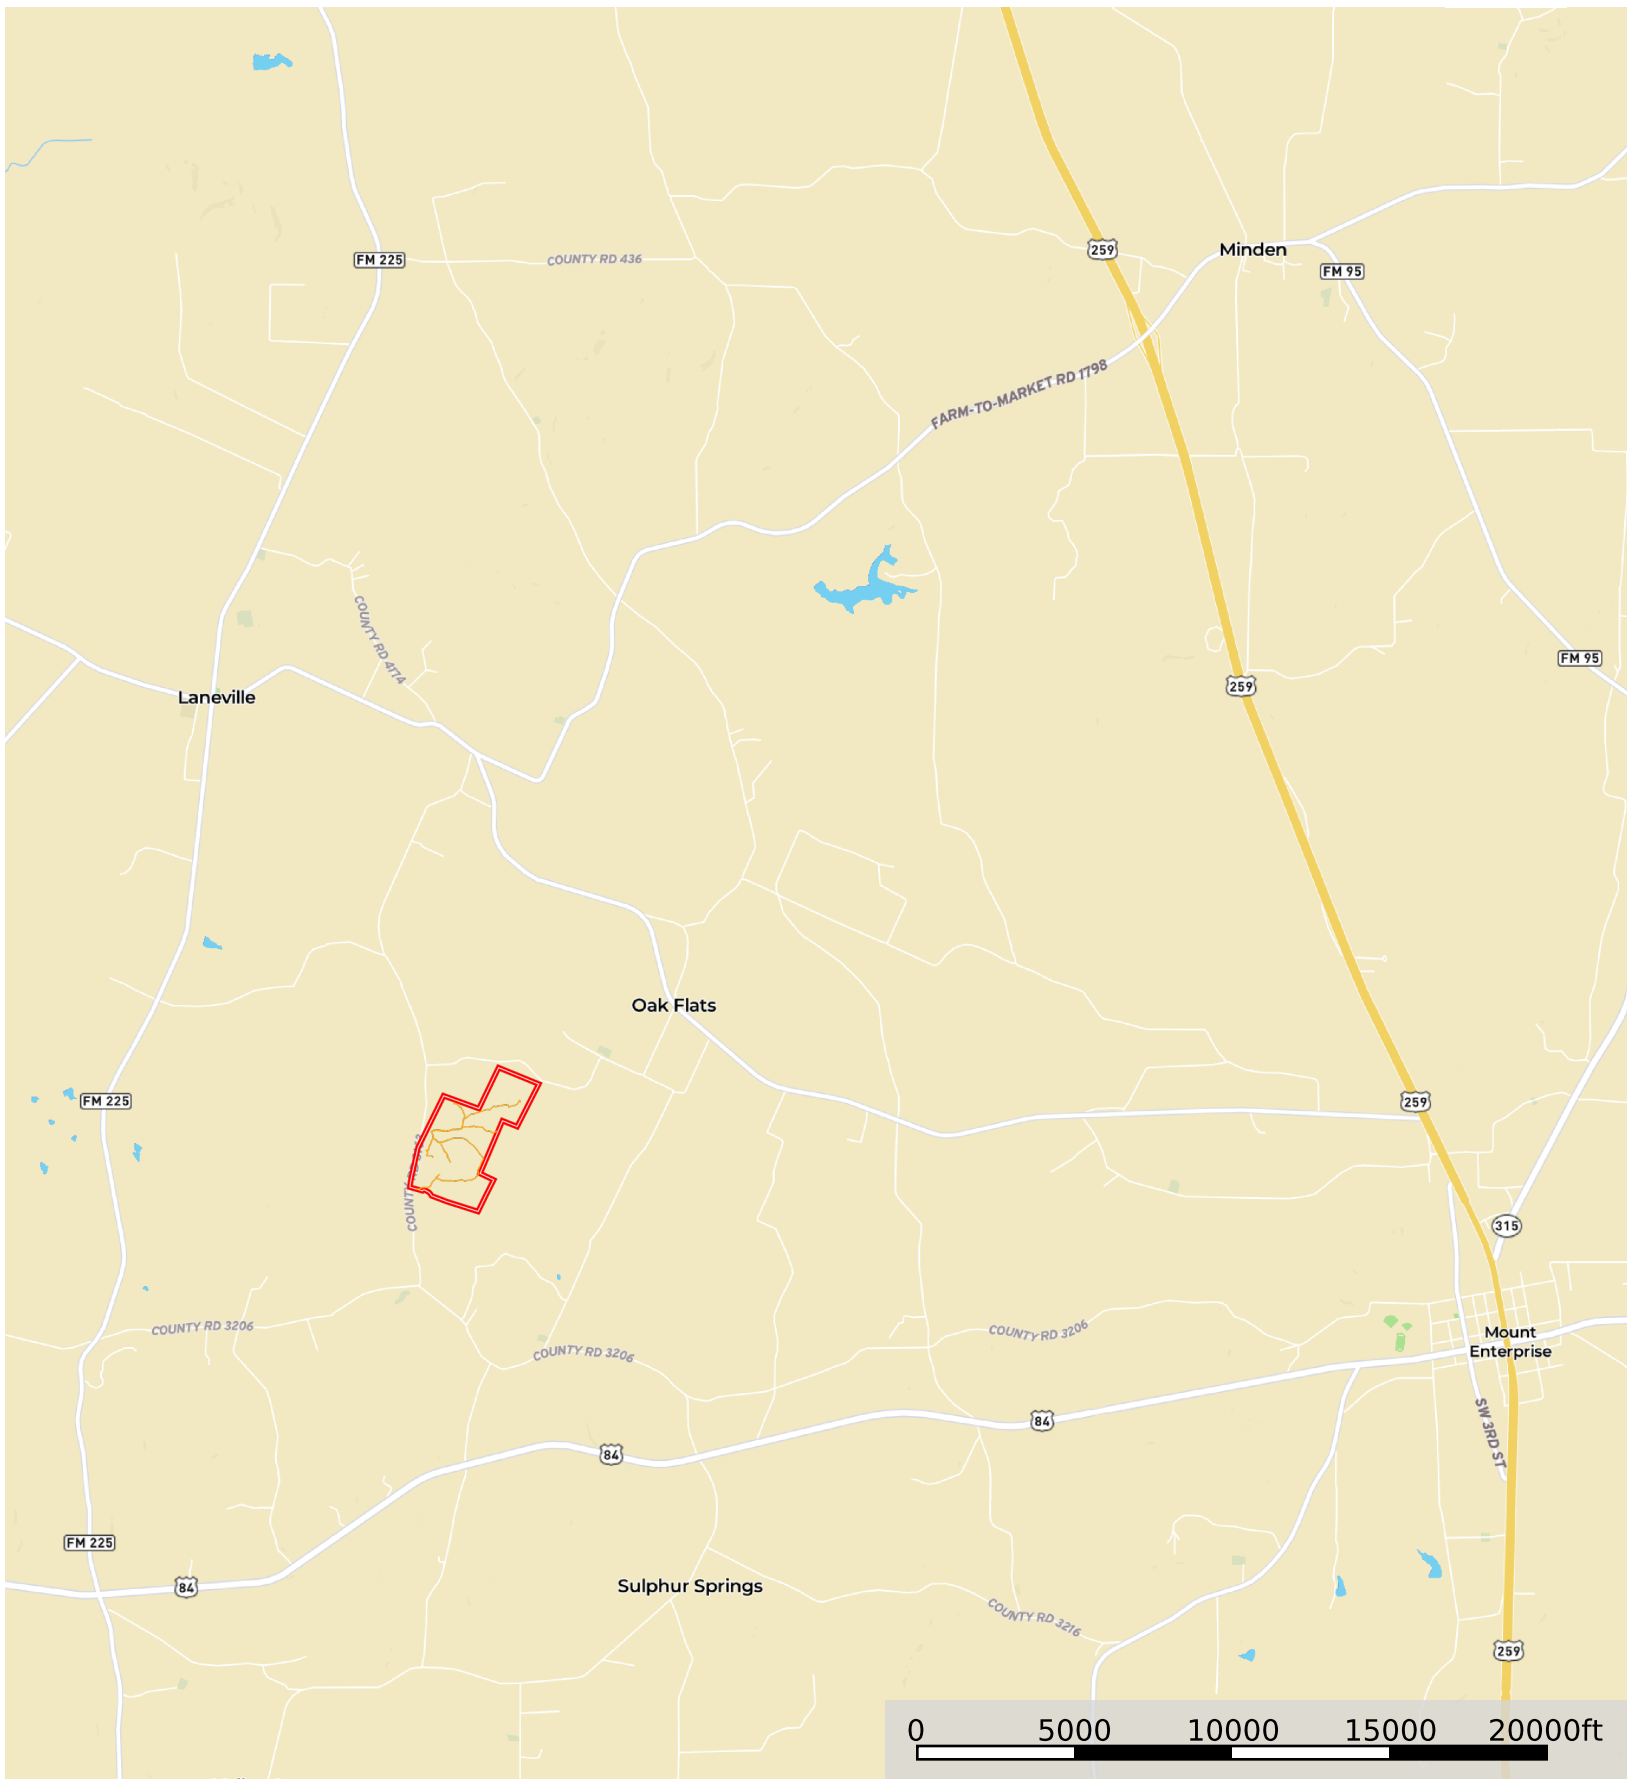 259
Minden
FM 225
COUNTY RD 436
FM 95
FARM-TO-MARKET RD 1798
COUNTY RD 4174
FM 95
259
Laneville
Oak Flats
FM 225
259
COUNTY
315
COUNTY RD 3206
COUNTY RD 3206
COUNTY RD 3206
Mount
Enterprise
84
84
SW 3RD ST
FM 225
84
Sulphur Springs
COUNTY RD 3216
259
0 5000 10000 15000 20000ft